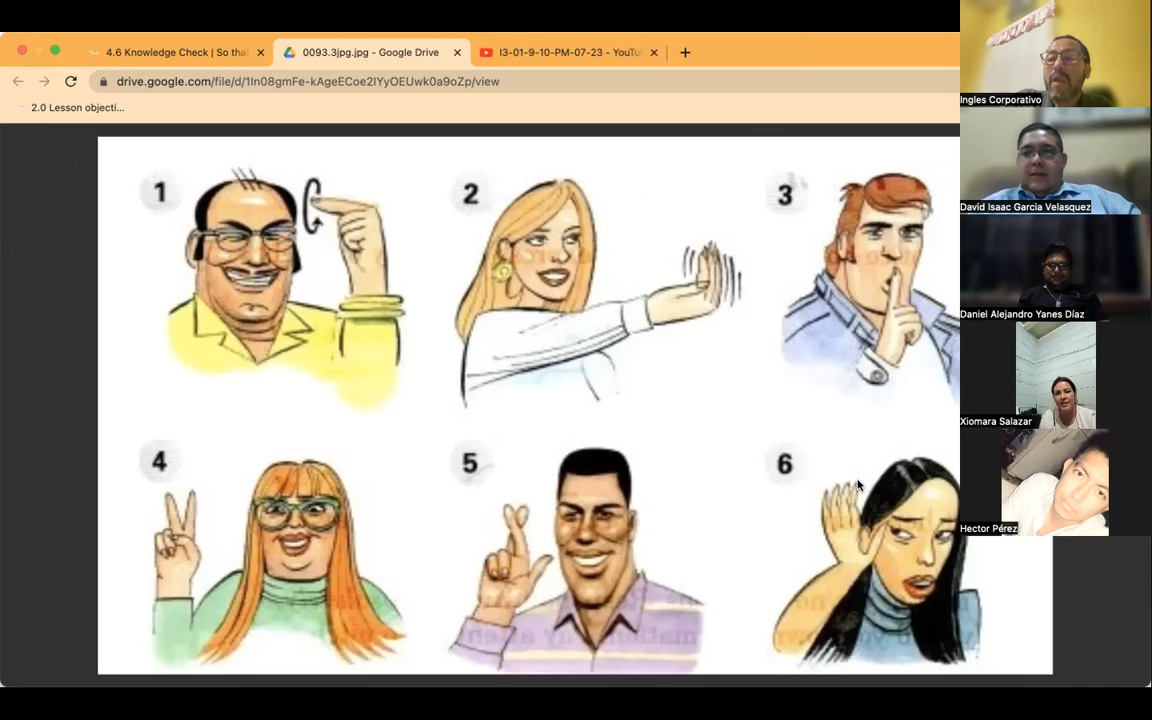 4.6 Knowledge Check | So tha
0093.3jpg.jpg - Google Drive
I3-01-9-10-PM-07-23 - YouTu
drive.google.com/file/d/1In08gmFe-kAgeECoe2IYyOEUwk0a9oZp/view
2.0 Lesson objecti...
1
2
3
4
5
6
Ingles Corporativo
David Isaac Garcia Velasquez
Daniel Alejandro Yanes Díaz
Xiomara Salazar
Hector Pérez